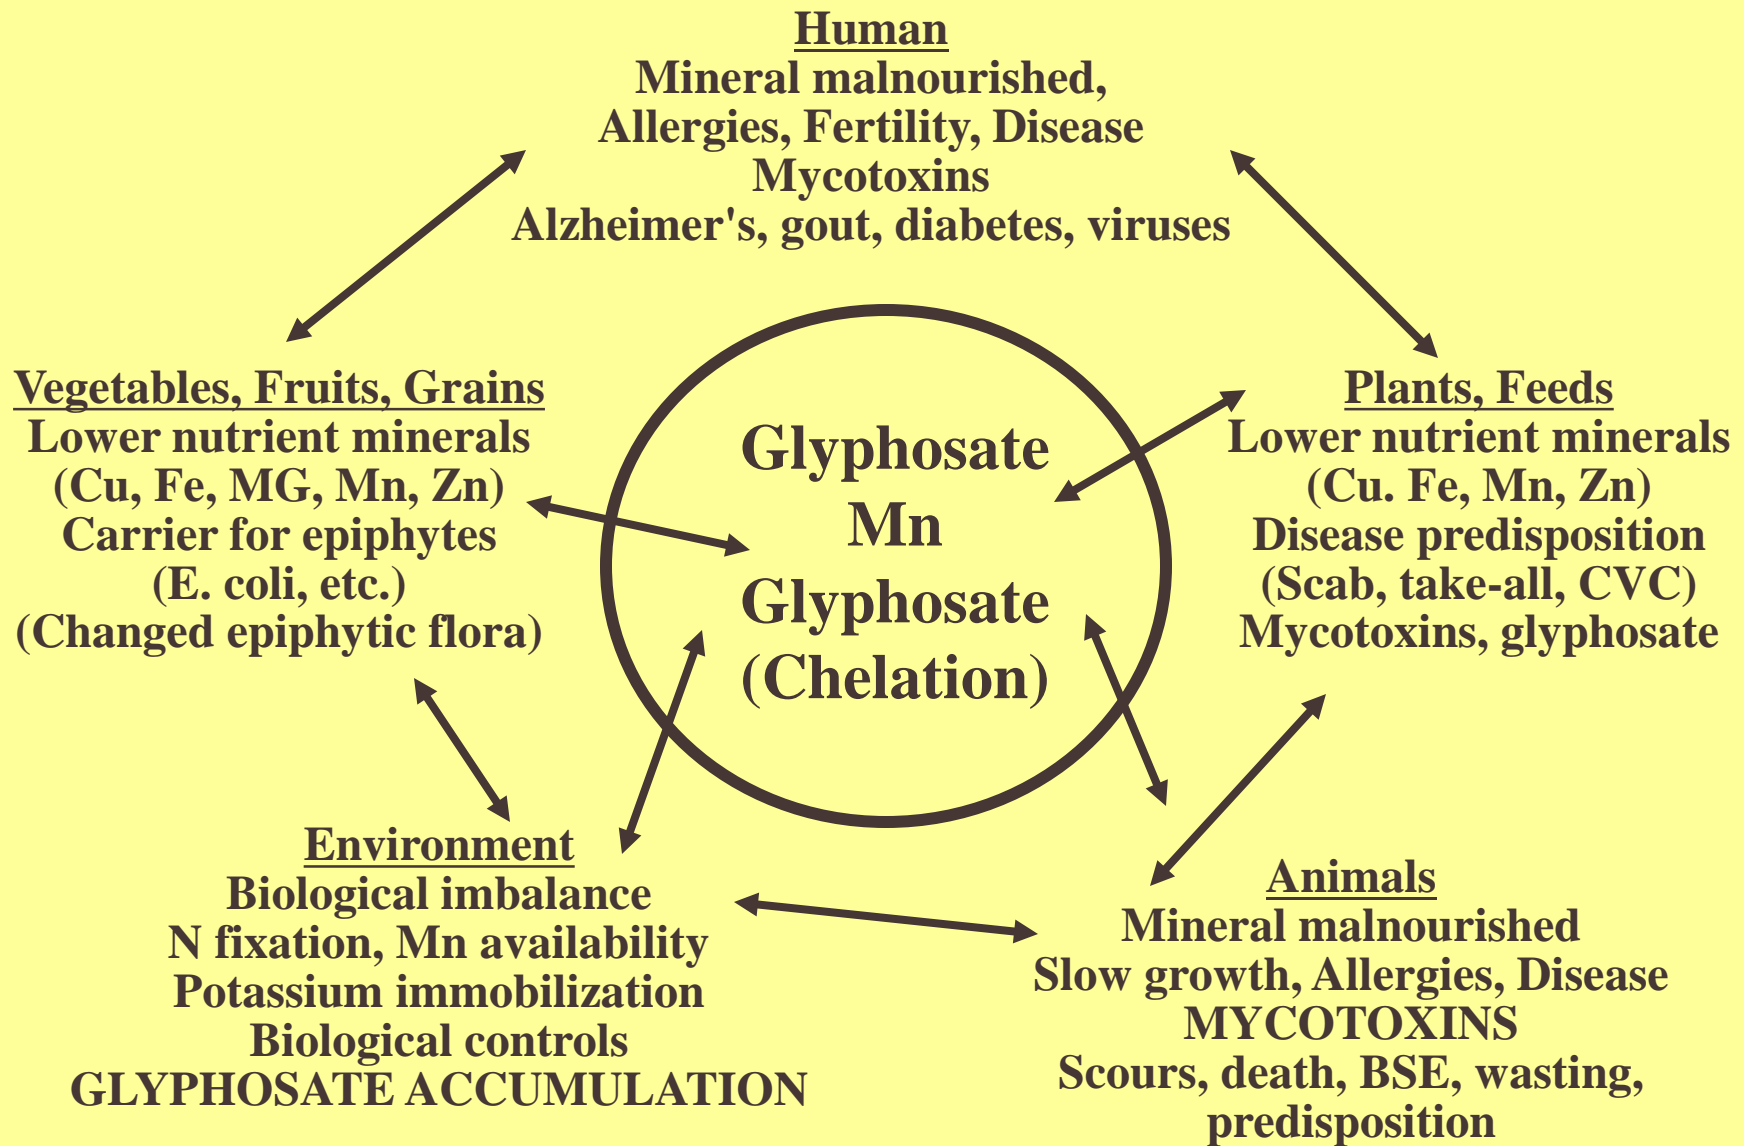 Human
Mineral malnourished,
Allergies, Fertility, Disease
Mycotoxins
Alzheimer's, gout, diabetes, viruses
Vegetables, Fruits, Grains
Lower nutrient minerals
(Cu, Fe, MG, Mn, Zn)
Carrier for epiphytes
(E. coli, etc.)
(Changed epiphytic flora)
Glyphosate
Mn
Glyphosate
(Chelation)
Plants, Feeds
Lower nutrient minerals
(Cu. Fe, Mn, Zn)
Disease predisposition
(Scab, take-all, CVC)
Mycotoxins, glyphosate
Environment
Biological imbalance
N fixation, Mn availability
Potassium immobilization
Biological controls
GLYPHOSATE ACCUMULATION
Animals
Mineral malnourished
Slow growth, Allergies, Disease
MYCOTOXINS
Scours, death, BSE, wasting,
predisposition